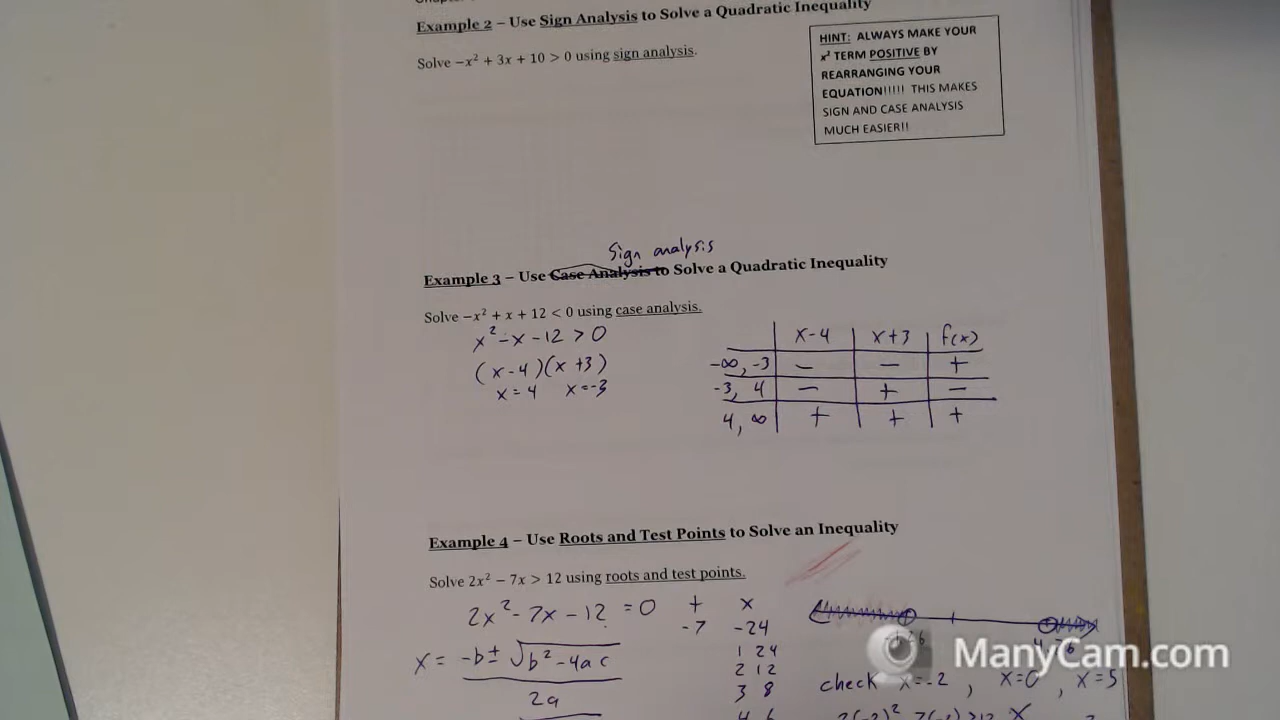 Example 2 – Use Sign Analysis to Solve a Quadratic Inequality
Solve −x² + 3x + 10 > 0 using sign analysis.
HINT: ALWAYS MAKE YOUR
x² TERM POSITIVE BY
REARRANGING YOUR
EQUATION!!!!! THIS MAKES
SIGN AND CASE ANALYSIS
MUCH EASIER!!
Sign analysis
Example 3 – Use Case Analysis to Solve a Quadratic Inequality
Solve −x² + x + 12 < 0 using case analysis.
x² - x - 12 > 0
(x - 4)(x + 3)
x = 4 x = -3
x-4 x+3 f(x)
-∞, -3 − − +
-3, 4 − + −
4, ∞ + + +
Example 4 – Use Roots and Test Points to Solve an Inequality
Solve 2x² − 7x > 12 using roots and test points.
2x² - 7x - 12 = 0
x = -b ± √b² - 4ac
2a
+ x
-7 -24
1 24
2 12
3 8
4 6
check x=-2, x=0, x=5
ManyCam.com